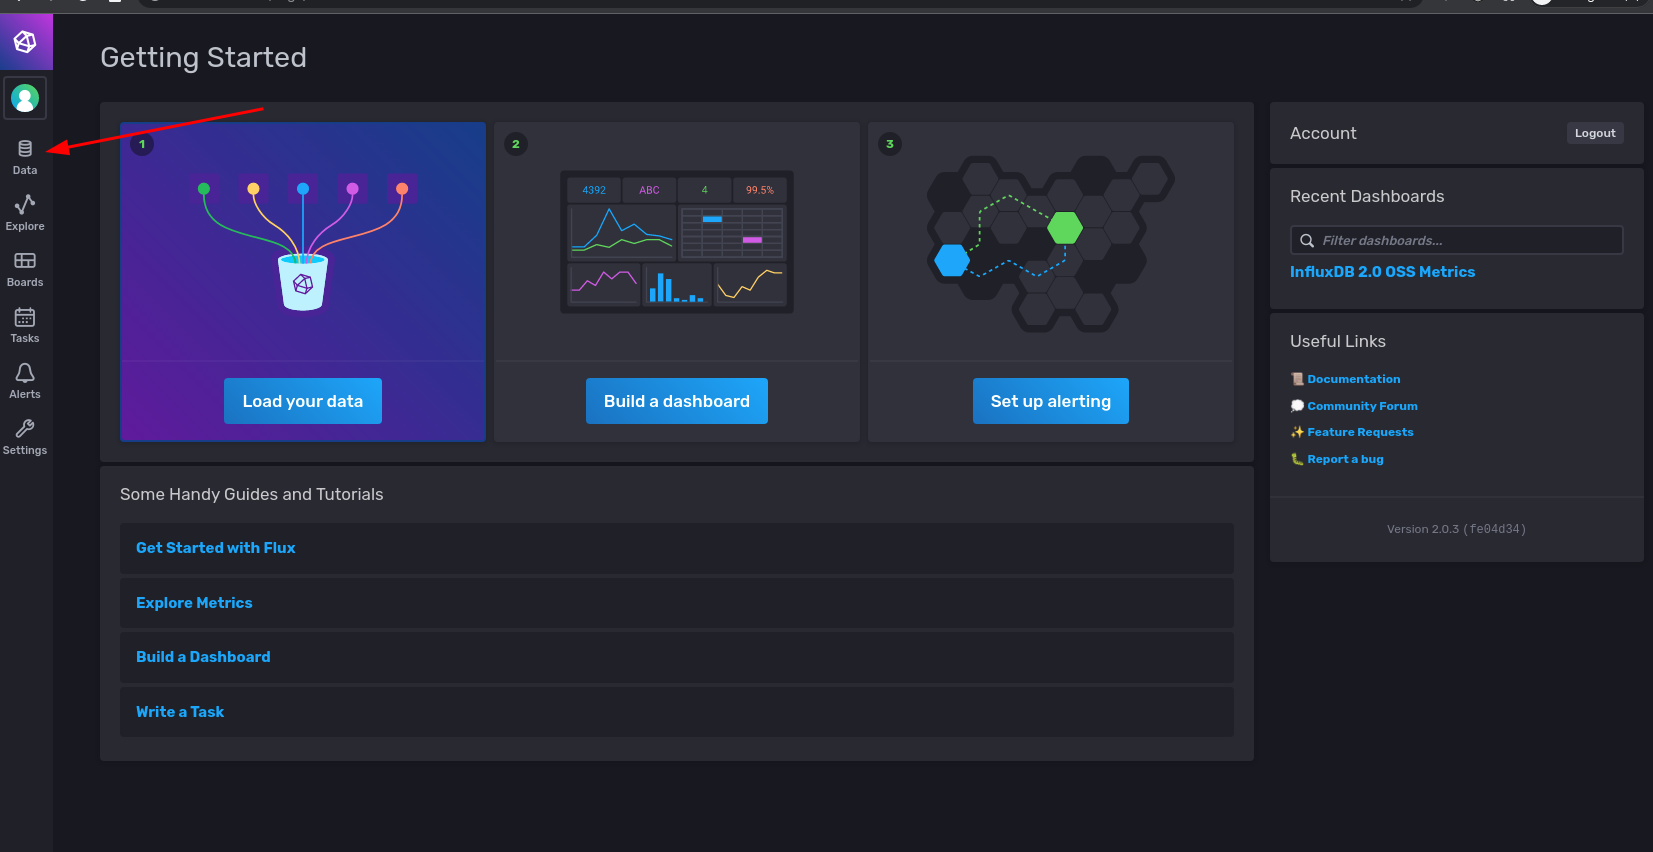 Getting Started
Data
Explore
Boards
Tasks
Alerts
Settings
1
Load your data
2
4392
ABC
4
99.5%
Build a dashboard
3
Set up alerting
Some Handy Guides and Tutorials
Get Started with Flux
Explore Metrics
Build a Dashboard
Write a Task
Account
Logout
Recent Dashboards
Filter dashboards...
InfluxDB 2.0 OSS Metrics
Useful Links
Documentation
Community Forum
Feature Requests
Report a bug
Version 2.0.3 (fe04d34)